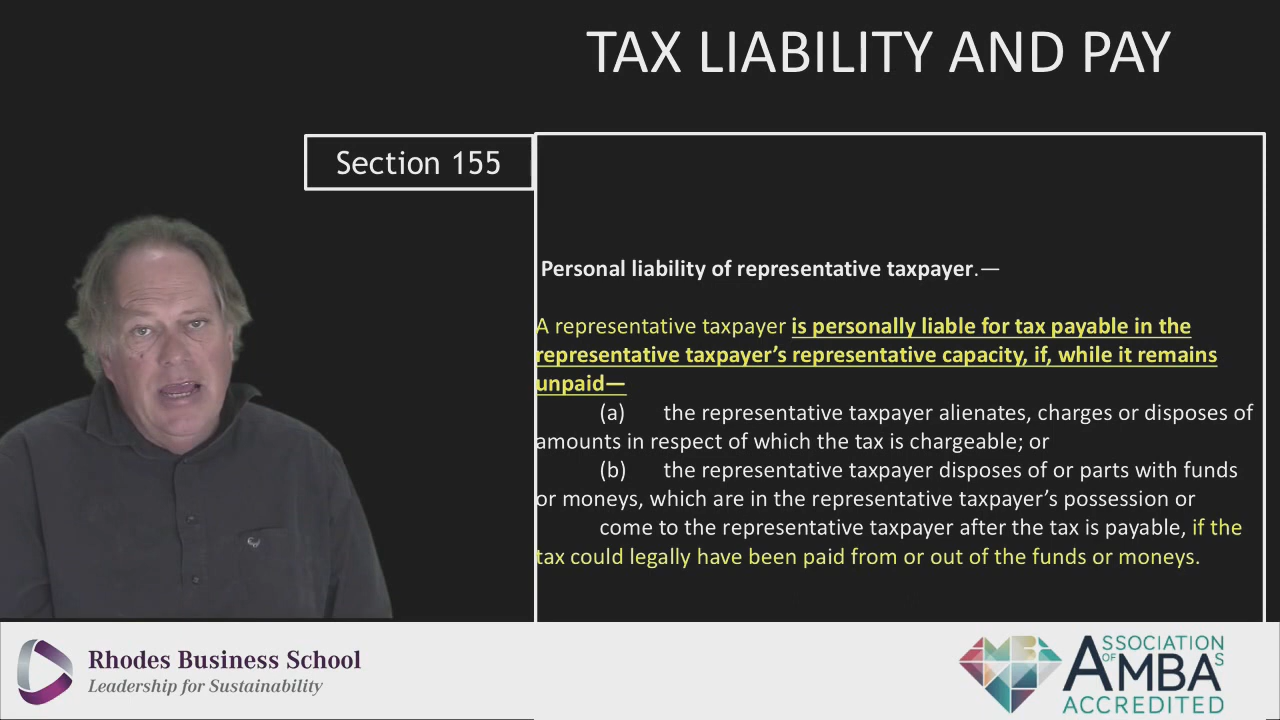 TAX LIABILITY AND PAY
Section 155
Personal liability of representative taxpayer.—
A representative taxpayer is personally liable for tax payable in the
representative taxpayer’s representative capacity, if, while it remains
unpaid—
(a) the representative taxpayer alienates, charges or disposes of
amounts in respect of which the tax is chargeable; or
(b) the representative taxpayer disposes of or parts with funds
or moneys, which are in the representative taxpayer’s possession or
come to the representative taxpayer after the tax is payable, if the
tax could legally have been paid from or out of the funds or moneys.
Rhodes Business School
Leadership for Sustainability
ASSOCIATION
OF
AMBAS
ACCREDITED